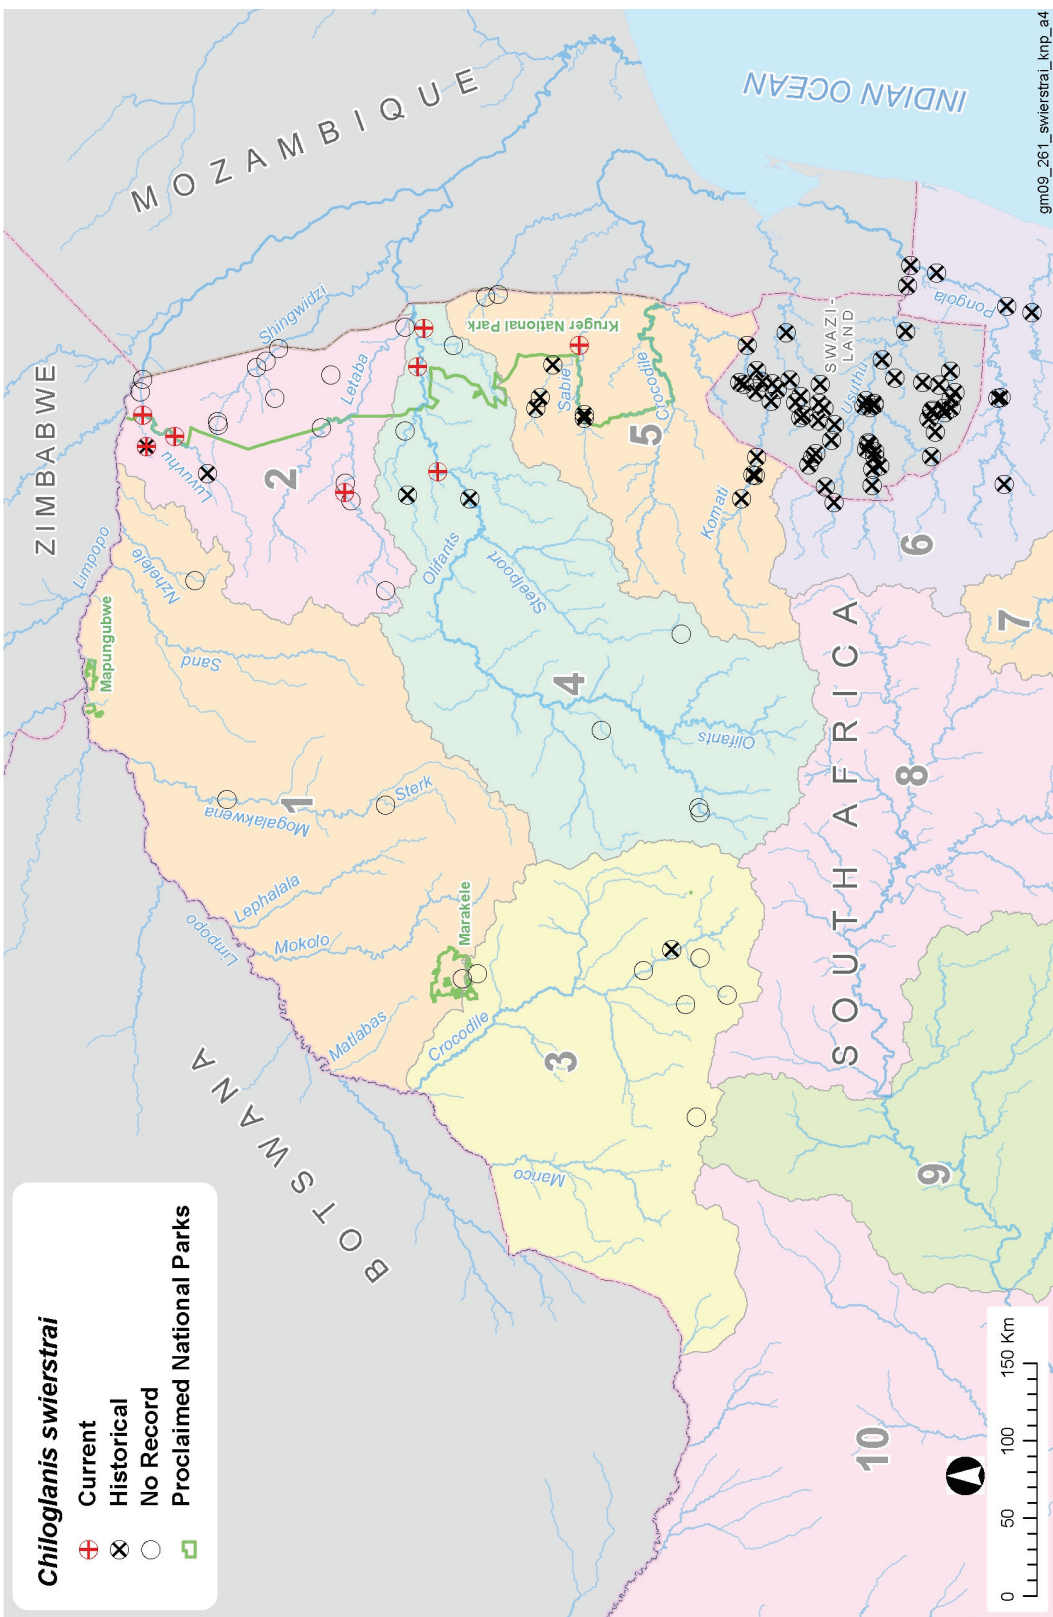 Chiloglanis swierstrai
Current
Historical
No Record
Proclaimed National Parks
ZIMBABWE
MOZAMBIQUE
BOTSWANA
SOUTH AFRICA
SWAZI-
LAND
INDIAN OCEAN
Limpopo
Mapungubwe
Nzhelele
Sand
Luvuvhu
Shingwidzi
Letaba
Kruger National Park
Mogalakwena
Sterk
Lephalala
Limpopo
Mokolo
Matlabas
Marakele
Crocodile
Marico
Olifants
Steelpoort
Olifants
Sabie
Crocodile
Komati
Usuthu
Pongola
1
2
3
4
5
6
7
8
9
10
0 50 100 150 Km
gm09_261_swierstrai_knp_a4